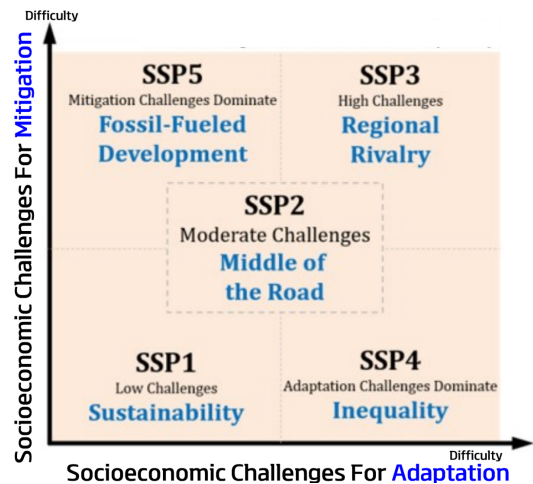 Difficulty
Socioeconomic Challenges For Mitigation
SSP5
Mitigation Challenges Dominate
Fossil-Fueled
Development
SSP3
High Challenges
Regional
Rivalry
SSP2
Moderate Challenges
Middle of
the Road
SSP1
Low Challenges
Sustainability
SSP4
Adaptation Challenges Dominate
Inequality
Difficulty
Socioeconomic Challenges For Adaptation